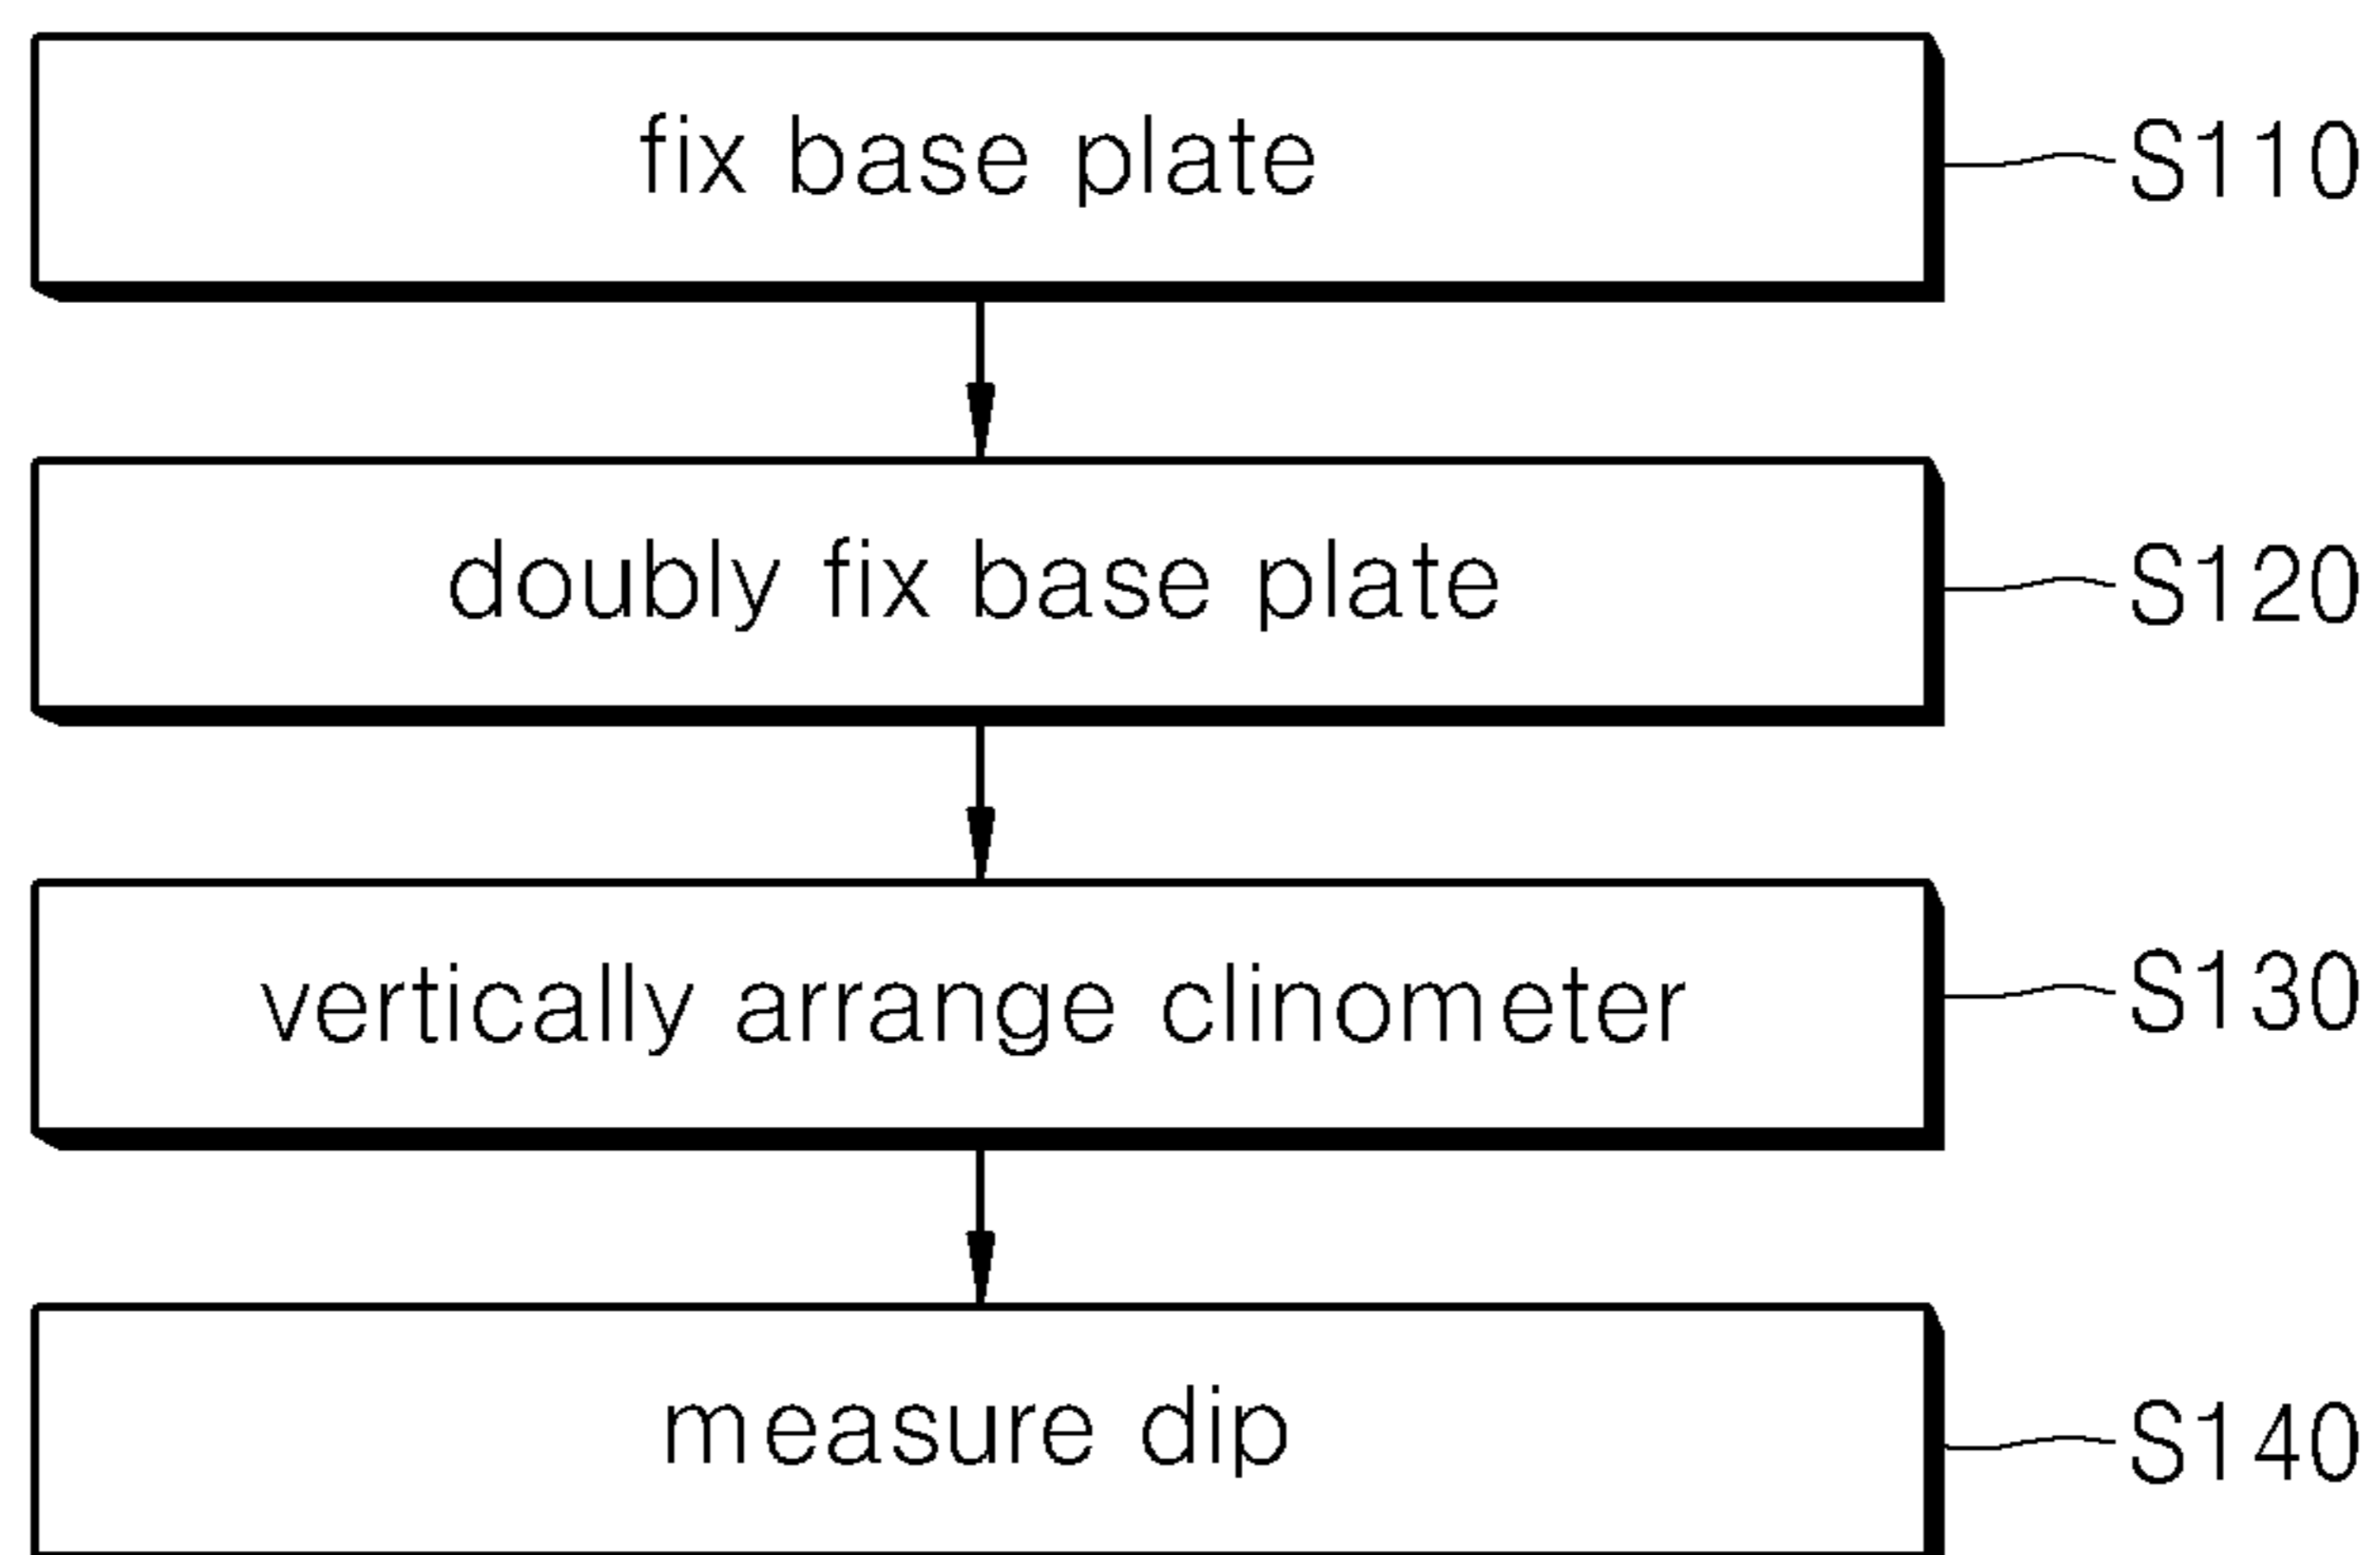 fix base plate
S110
doubly fix base plate
S120
vertically arrange clinometer
S130
measure dip
S140